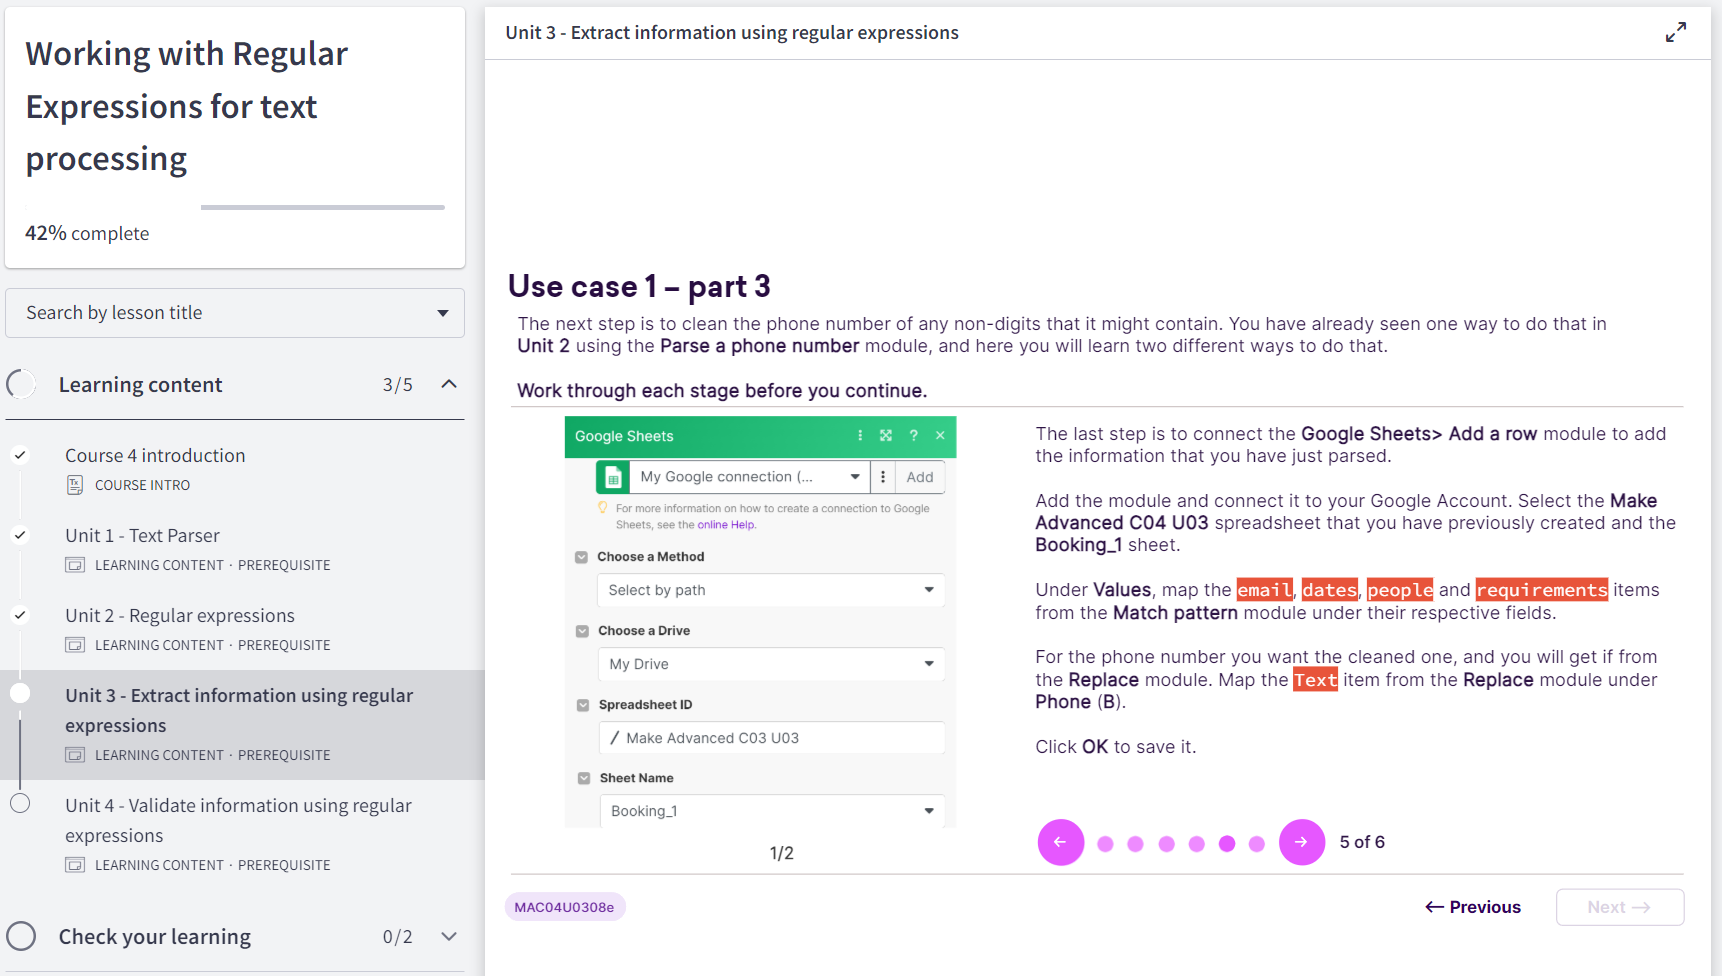 Working with Regular
Expressions for text
processing
42% complete
Search by lesson title
Learning content 3/5
Course 4 introduction
COURSE INTRO
Unit 1 - Text Parser
LEARNING CONTENT · PREREQUISITE
Unit 2 - Regular expressions
LEARNING CONTENT · PREREQUISITE
Unit 3 - Extract information using regular
expressions
LEARNING CONTENT · PREREQUISITE
Unit 4 - Validate information using regular
expressions
LEARNING CONTENT · PREREQUISITE
Check your learning 0/2
Unit 3 - Extract information using regular expressions
Use case 1 – part 3
The next step is to clean the phone number of any non-digits that it might contain. You have already seen one way to do that in
Unit 2 using the Parse a phone number module, and here you will learn two different ways to do that.
Work through each stage before you continue.
Google Sheets
My Google connection (...
Add
For more information on how to create a connection to Google
Sheets, see the online Help.
Choose a Method
Select by path
Choose a Drive
My Drive
Spreadsheet ID
/ Make Advanced C03 U03
Sheet Name
Booking_1
1/2
The last step is to connect the Google Sheets> Add a row module to add
the information that you have just parsed.
Add the module and connect it to your Google Account. Select the Make
Advanced C04 U03 spreadsheet that you have previously created and the
Booking_1 sheet.
Under Values, map the email, dates, people and requirements items
from the Match pattern module under their respective fields.
For the phone number you want the cleaned one, and you will get if from
the Replace module. Map the Text item from the Replace module under
Phone (B).
Click OK to save it.
5 of 6
MAC04U0308e
← Previous
Next →